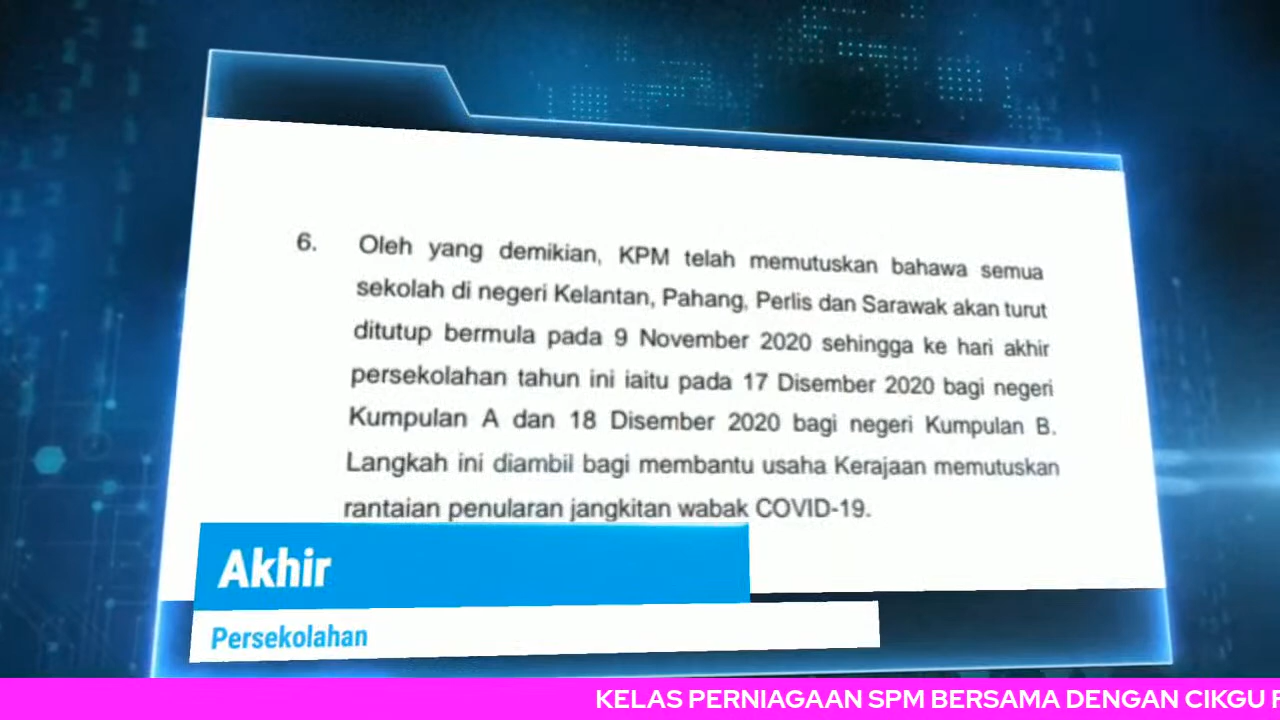 6. Oleh yang demikian, KPM telah memutuskan bahawa semua
sekolah di negeri Kelantan, Pahang, Perlis dan Sarawak akan turut
ditutup bermula pada 9 November 2020 sehingga ke hari akhir
persekolahan tahun ini iaitu pada 17 Disember 2020 bagi negeri
Kumpulan A dan 18 Disember 2020 bagi negeri Kumpulan B.
Langkah ini diambil bagi membantu usaha Kerajaan memutuskan
rantaian penularan jangkitan wabak COVID-19.
Akhir
Persekolahan
KELAS PERNIAGAAN SPM BERSAMA DENGAN CIKGU